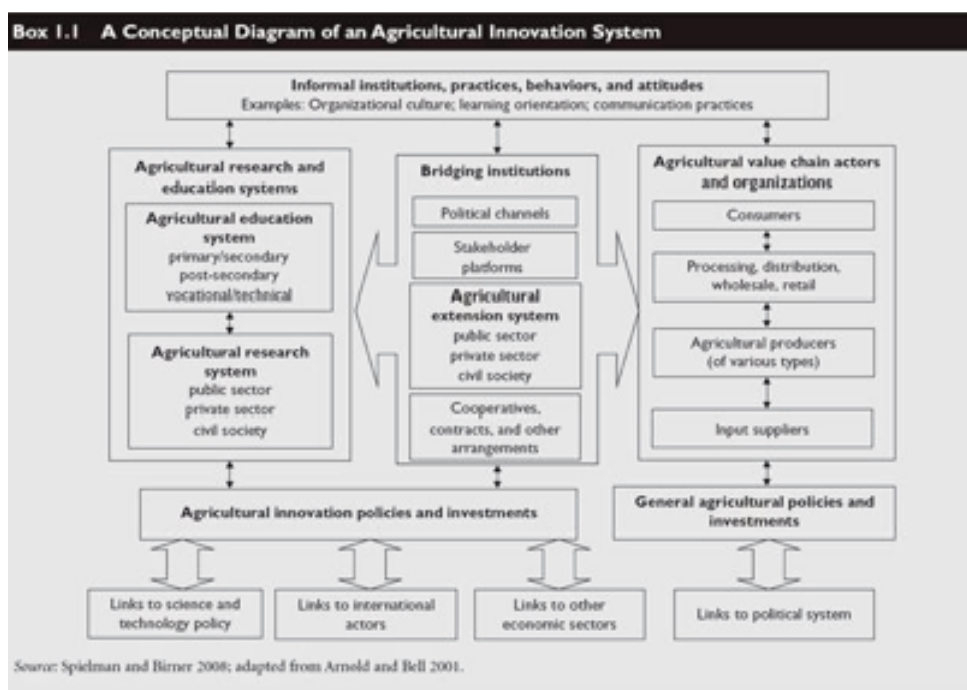 Box 1.1 A Conceptual Diagram of an Agricultural Innovation System
Informal institutions, practices, behaviors, and attitudes
Examples: Organizational culture; learning orientation; communication practices
Agricultural research and
education systems
Agricultural education
system
primary/secondary
post-secondary
vocational/technical
Agricultural research
system
public sector
private sector
civil society
Bridging institutions
Political channels
Stakeholder
platforms
Agricultural
extension system
public sector
private sector
civil society
Cooperatives,
contracts, and other
arrangements
Agricultural value chain actors
and organizations
Consumers
Processing, distribution,
wholesale, retail
Agricultural producers
(of various types)
Input suppliers
Agricultural innovation policies and investments
General agricultural policies and
investments
Links to science and
technology policy
Links to international
actors
Links to other
economic sectors
Links to political system
Source: Spielman and Birner 2008; adapted from Arnold and Bell 2001.